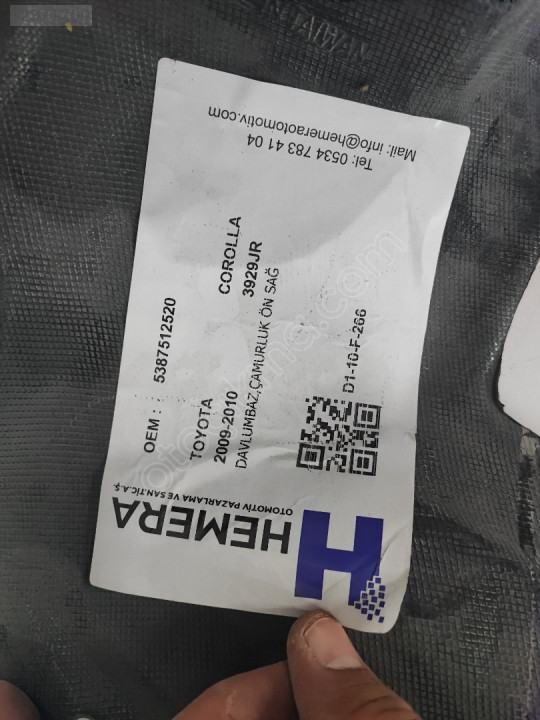 TAIWAN
HEMERA
OTOMOTİV PAZARLAMA VE SAN.TİC.A.Ş.
OEM : 5387512520
TOYOTA COROLLA
2009-2010 3929JR
DAVLUMBAZ,ÇAMURLUK ÖN SAĞ
D1-10-F-266
Tel: 0534 783 41 04
Mail: info@hemeraotomotiv.com